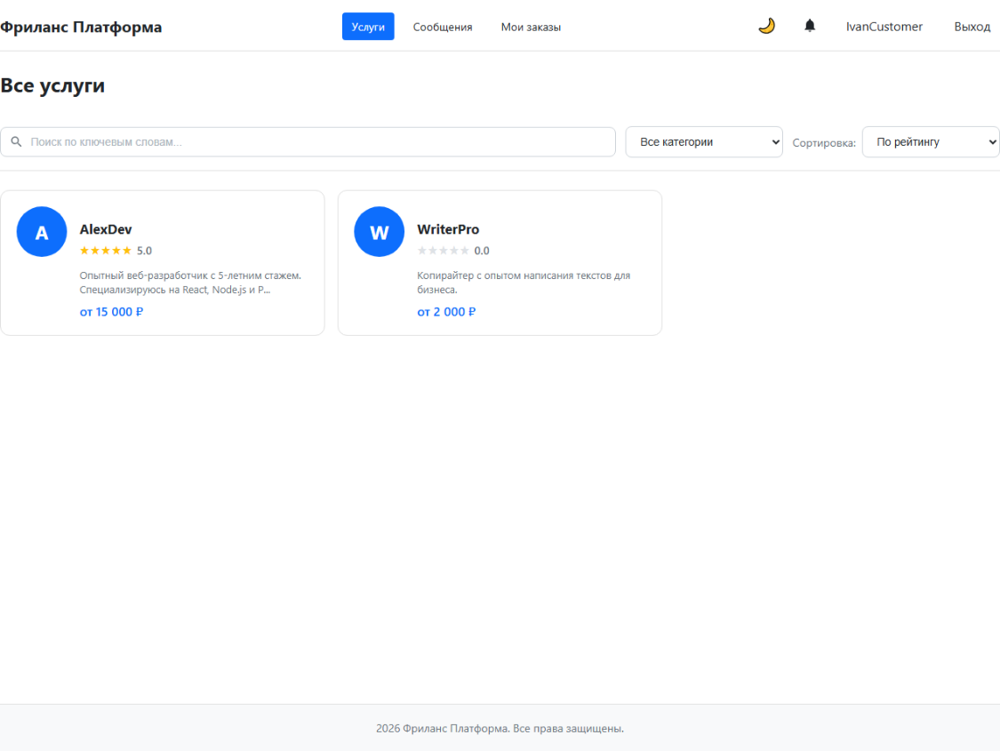 Фриланс Платформа
Услуги
Сообщения
Мои заказы
IvanCustomer
Выход
Все услуги
Поиск по ключевым словам...
Все категории
Сортировка:
По рейтингу
A
AlexDev
5.0
Опытный веб-разработчик с 5-летним стажем.
Специализируюсь на React, Node.js и P...
от 15 000 ₽
W
WriterPro
0.0
Копирайтер с опытом написания текстов для
бизнеса.
от 2 000 ₽
2026 Фриланс Платформа. Все права защищены.